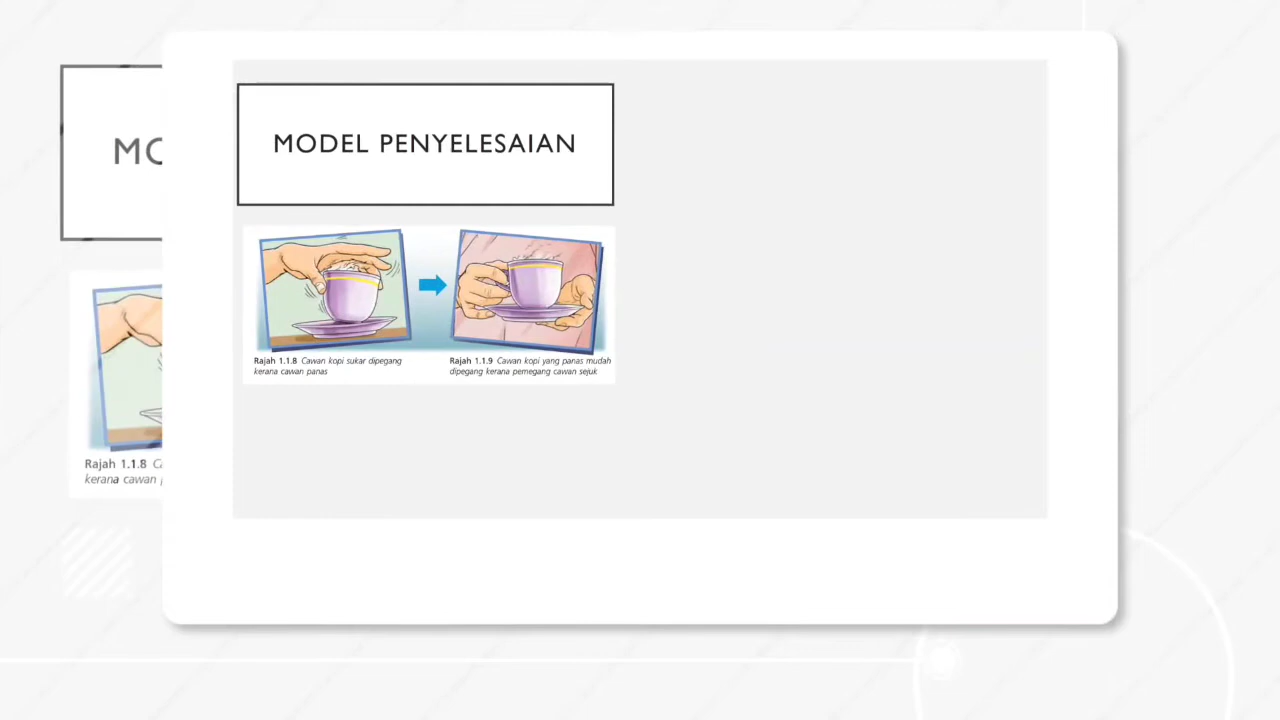 MODEL PENYELESAIAN
Rajah 1.1.8 Cawan kopi sukar dipegang
kerana cawan panas
Rajah 1.1.9 Cawan kopi yang panas mudah
dipegang kerana pemegang cawan sejuk
MO
Rajah 1.1.8 C
kerana cawan p